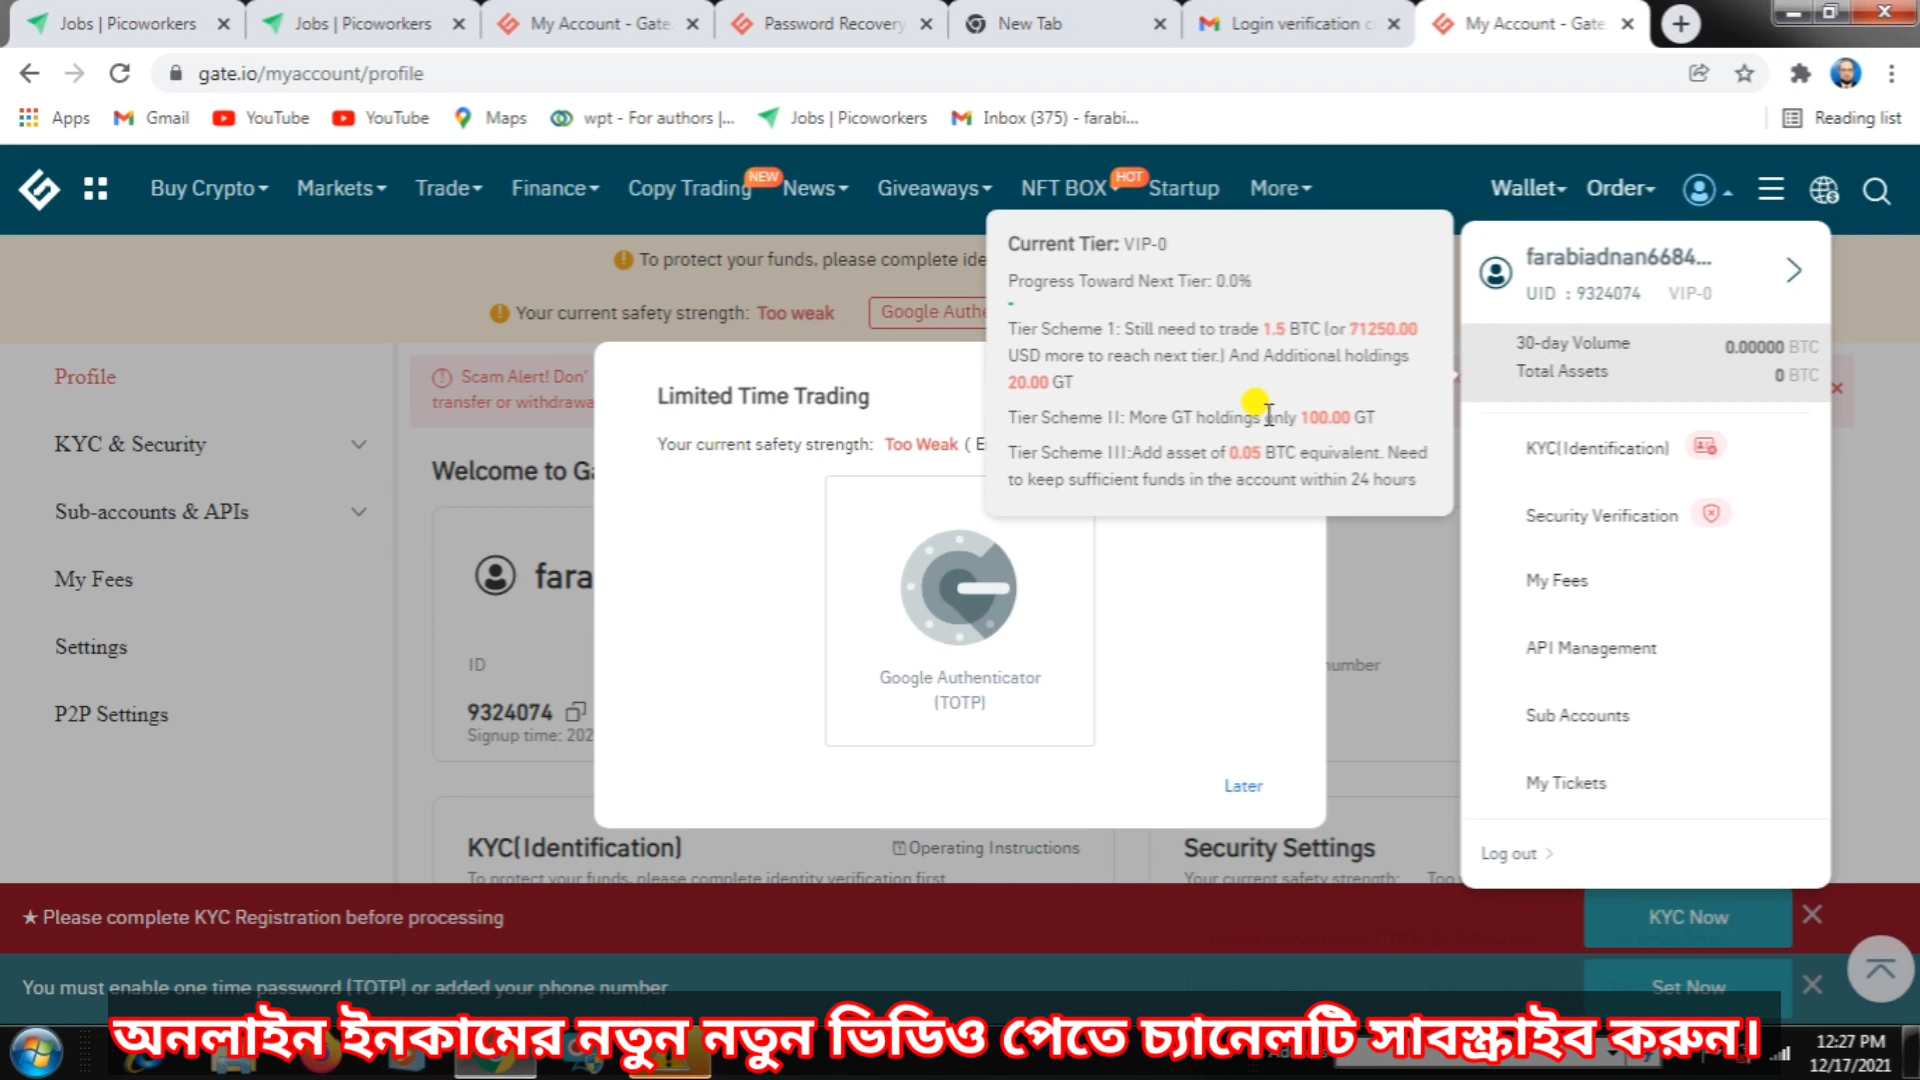 Jobs | Picoworkers
Jobs | Picoworkers
My Account - Gate
Password Recovery
New Tab
Login verification c
My Account - Gate.
gate.io/myaccount/profile
Apps
Gmail
YouTube
YouTube
Maps
wpt - For authors |...
Jobs | Picoworkers
Inbox (375) - farabi...
Reading list
Buy Crypto
Markets
Trade
Finance
Copy Trading
NEW
News
Giveaways
NFT BOX
HOT
Startup
More
Wallet
Order
To protect your funds, please complete ide
Your current safety strength: Too weak
Google Authe
Current Tier: VIP-0
Progress Toward Next Tier: 0.0%
Tier Scheme 1: Still need to trade 1.5 BTC (or 71250.00
USD more to reach next tier.) And Additional holdings
20.00 GT
Tier Scheme II: More GT holdings only 100.00 GT
Tier Scheme III:Add asset of 0.05 BTC equivalent. Need
to keep sufficient funds in the account within 24 hours
farabiadnan6684...
UID : 9324074 VIP-0
30-day Volume 0.00000 BTC
Total Assets 0 BTC
KYC(Identification)
Security Verification
My Fees
API Management
Sub Accounts
My Tickets
Log out
Profile
KYC & Security
Sub-accounts & APIs
My Fees
Settings
P2P Settings
Scam Alert! Don'
transfer or withdrawa
Welcome to Ga
fara
ID
9324074
Signup time: 202
Limited Time Trading
Your current safety strength: Too Weak ( E
Google Authenticator
(TOTP)
Later
number
KYC(Identification)
Operating Instructions
To protect your funds, please complete identity verification first
Security Settings
Your current safety strength: Too
★ Please complete KYC Registration before processing
KYC Now
You must enable one time password (TOTP) or added your phone number
Set Now
অনলাইন ইনকামের নতুন নতুন ভিডিও পেতে চ্যানেলটি সাবস্ক্রাইব করুন।
12:27 PM
12/17/2021